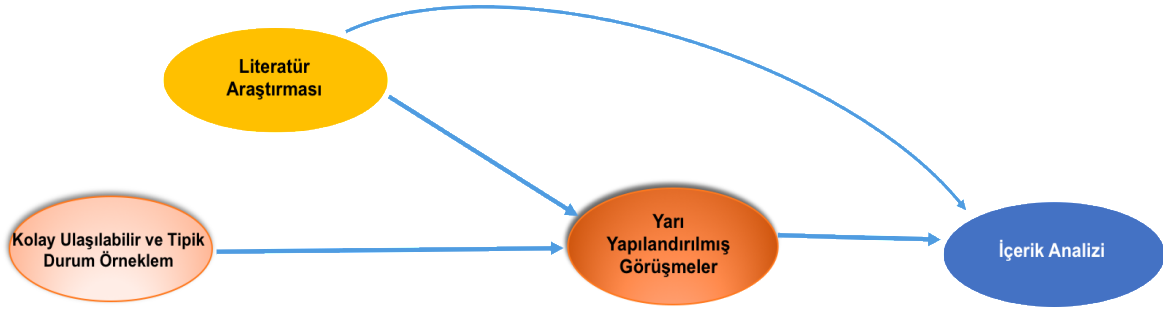 Literatür
Araştırması
Kolay Ulaşılabilir ve Tipik
Durum Örneklem
Yarı
Yapılandırılmış
Görüşmeler
İçerik Analizi